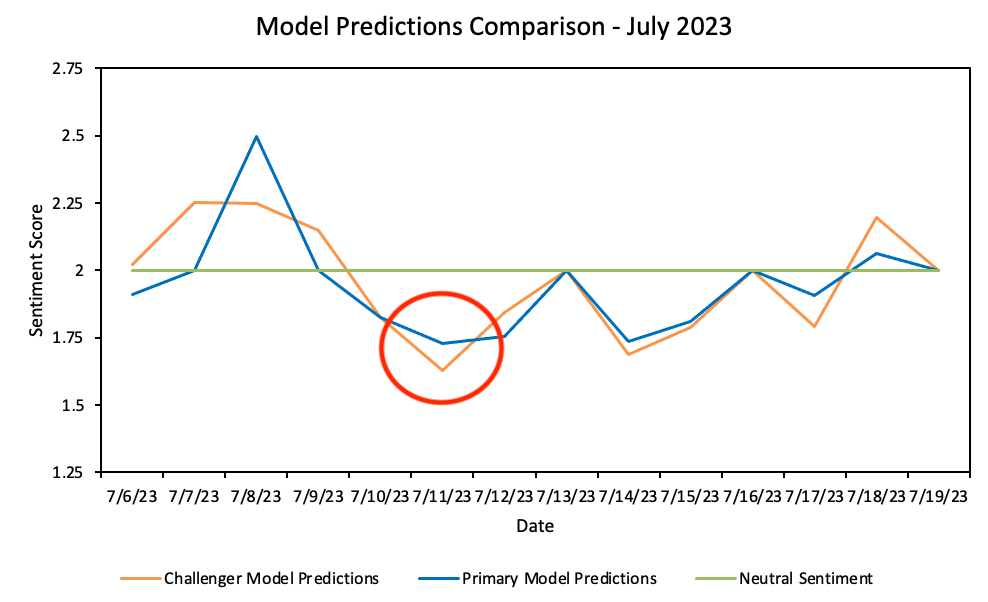 Model Predictions Comparison - July 2023
2.75
2.5
2.25
2
1.75
1.5
1.25
Sentiment Score
7/6/23 7/7/23 7/8/23 7/9/23 7/10/23 7/11/23 7/12/23 7/13/23 7/14/23 7/15/23 7/16/23 7/17/23 7/18/23 7/19/23
Date
Challenger Model Predictions Primary Model Predictions Neutral Sentiment